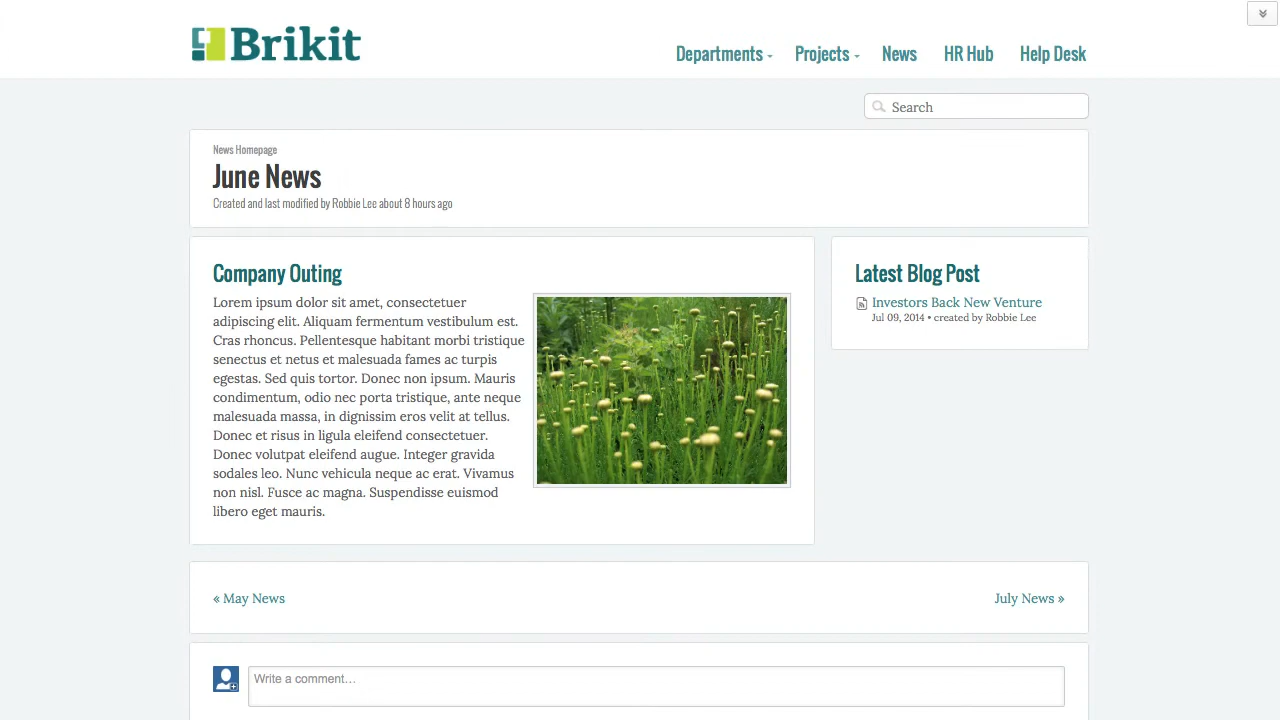 Brikit
Departments Projects News HR Hub Help Desk
Search
News Homepage
June News
Created and last modified by Robbie Lee about 8 hours ago
Company Outing
Lorem ipsum dolor sit amet, consectetuer
adipiscing elit. Aliquam fermentum vestibulum est.
Cras rhoncus. Pellentesque habitant morbi tristique
senectus et netus et malesuada fames ac turpis
egestas. Sed quis tortor. Donec non ipsum. Mauris
condimentum, odio nec porta tristique, ante neque
malesuada massa, in dignissim eros velit at tellus.
Donec et risus in ligula eleifend consectetuer.
Donec volutpat eleifend augue. Integer gravida
sodales leo. Nunc vehicula neque ac erat. Vivamus
non nisl. Fusce ac magna. Suspendisse euismod
libero eget mauris.
Latest Blog Post
Investors Back New Venture
Jul 09, 2014 • created by Robbie Lee
« May News
July News »
Write a comment…